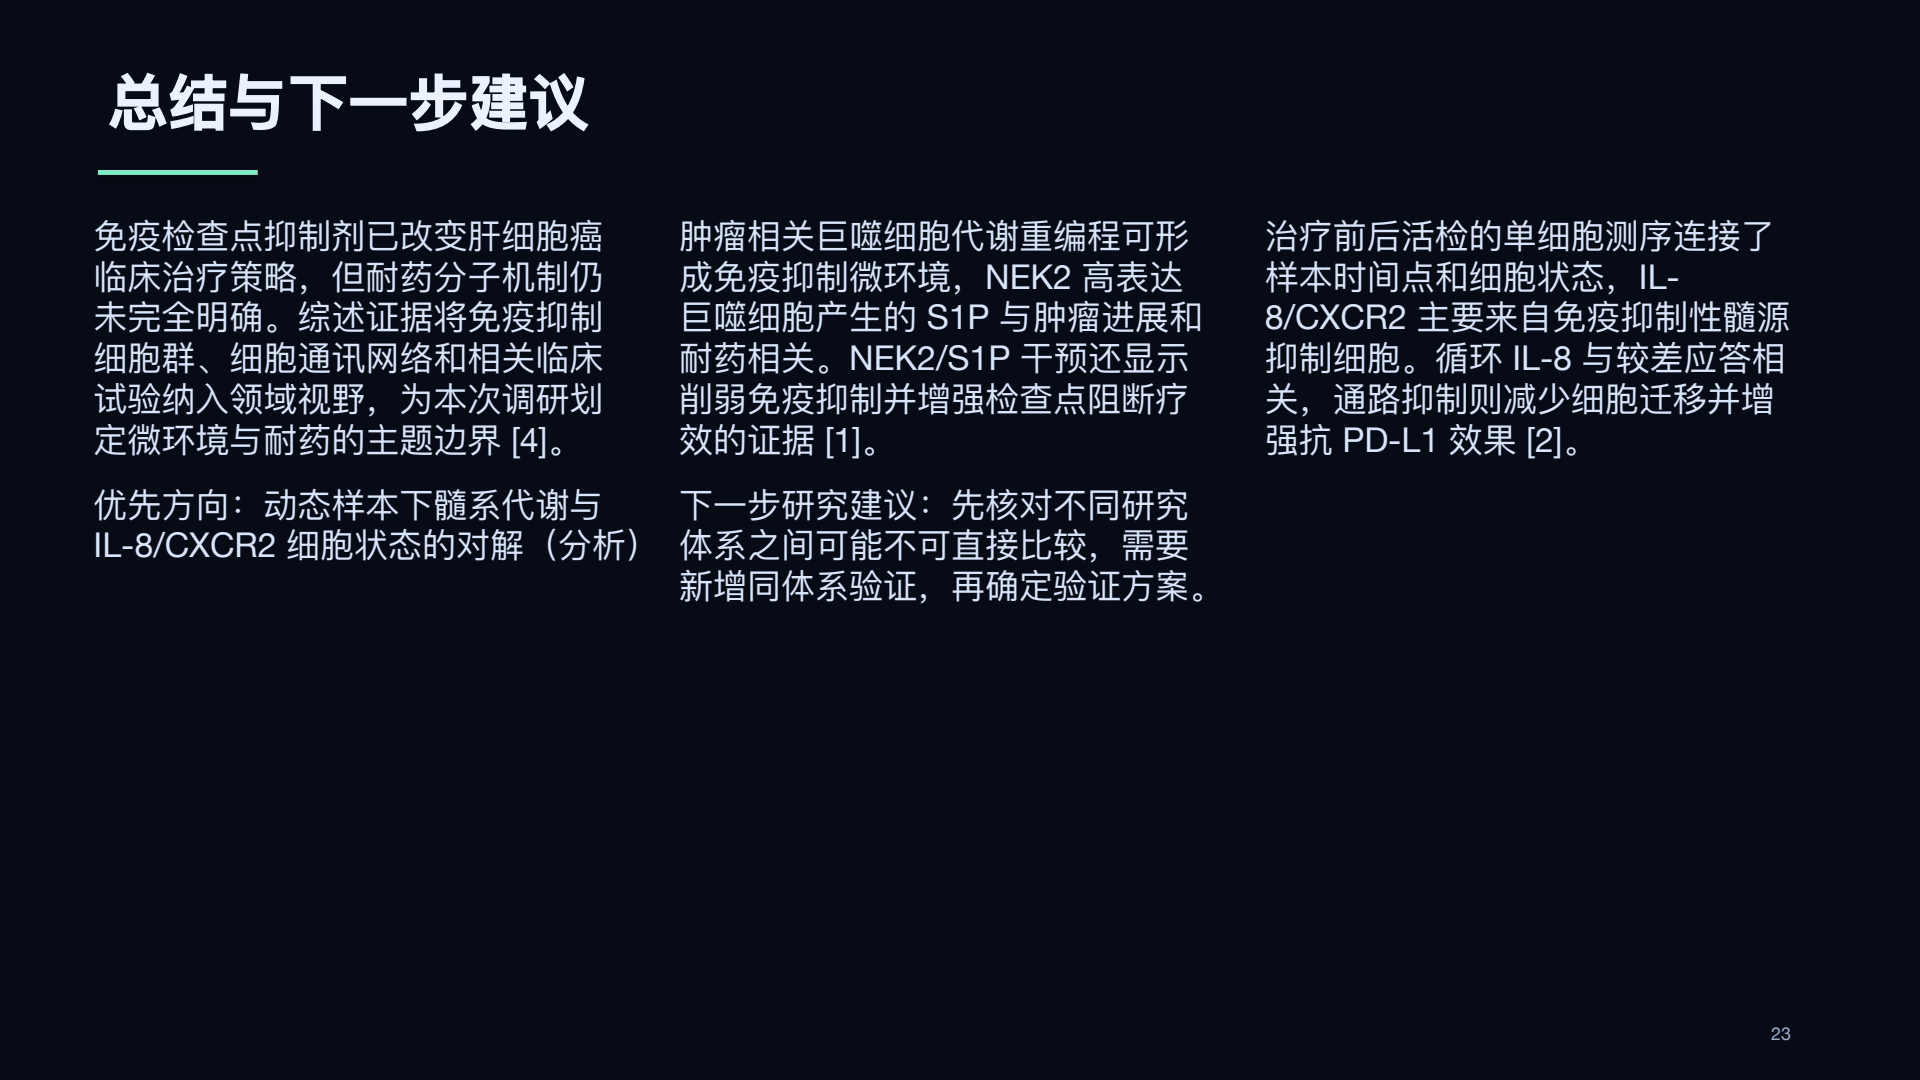 总结与下一步建议
免疫检查点抑制剂已改变肝细胞癌
临床治疗策略，但耐药分子机制仍
未完全明确。综述证据将免疫抑制
细胞群、细胞通讯网络和相关临床
试验纳入领域视野，为本次调研划
定微环境与耐药的主题边界 [4]。
优先方向：动态样本下髓系代谢与
IL-8/CXCR2 细胞状态的对解（分析）
肿瘤相关巨噬细胞代谢重编程可形
成免疫抑制微环境，NEK2 高表达
巨噬细胞产生的 S1P 与肿瘤进展和
耐药相关。NEK2/S1P 干预还显示
削弱免疫抑制并增强检查点阻断疗
效的证据 [1]。
下一步研究建议：先核对不同研究
体系之间可能不可直接比较，需要
新增同体系验证，再确定验证方案。
治疗前后活检的单细胞测序连接了
样本时间点和细胞状态，IL-
8/CXCR2 主要来自免疫抑制性髓源
抑制细胞。循环 IL-8 与较差应答相
关，通路抑制则减少细胞迁移并增
强抗 PD-L1 效果 [2]。
23